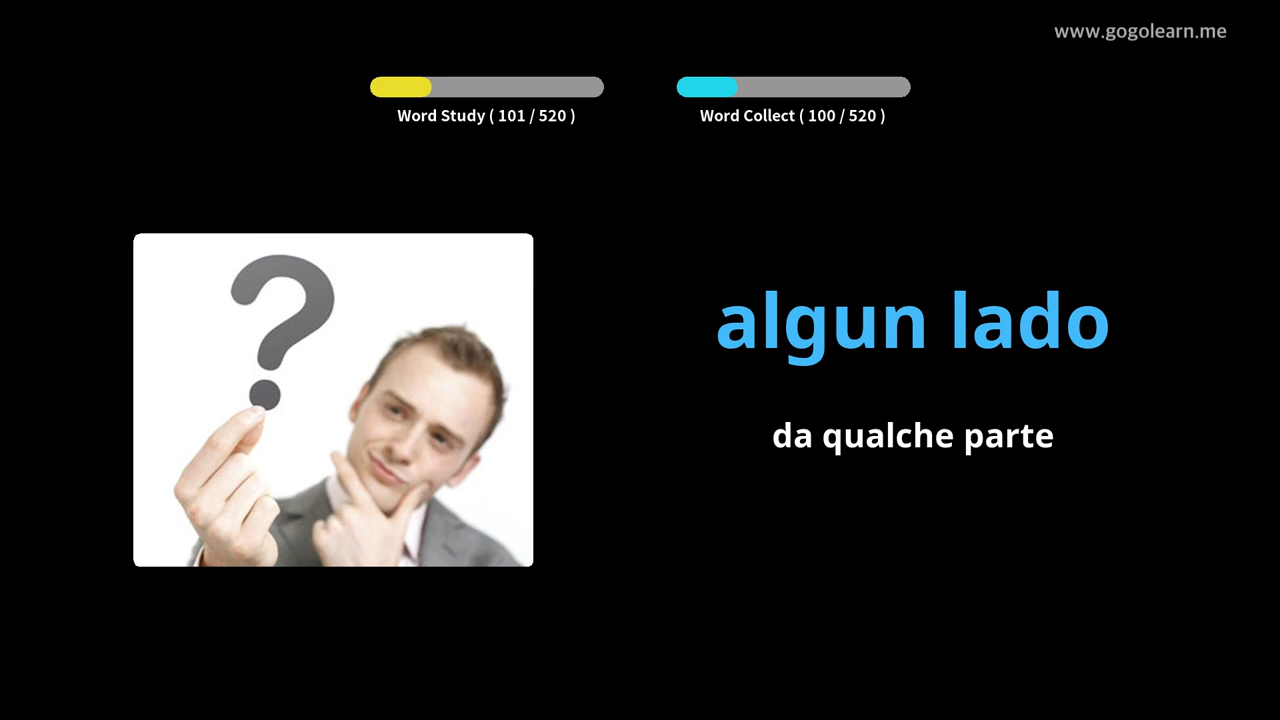 www.gogolearn.me
Word Study ( 101 / 520 )
Word Collect ( 100 / 520 )
algun lado
da qualche parte